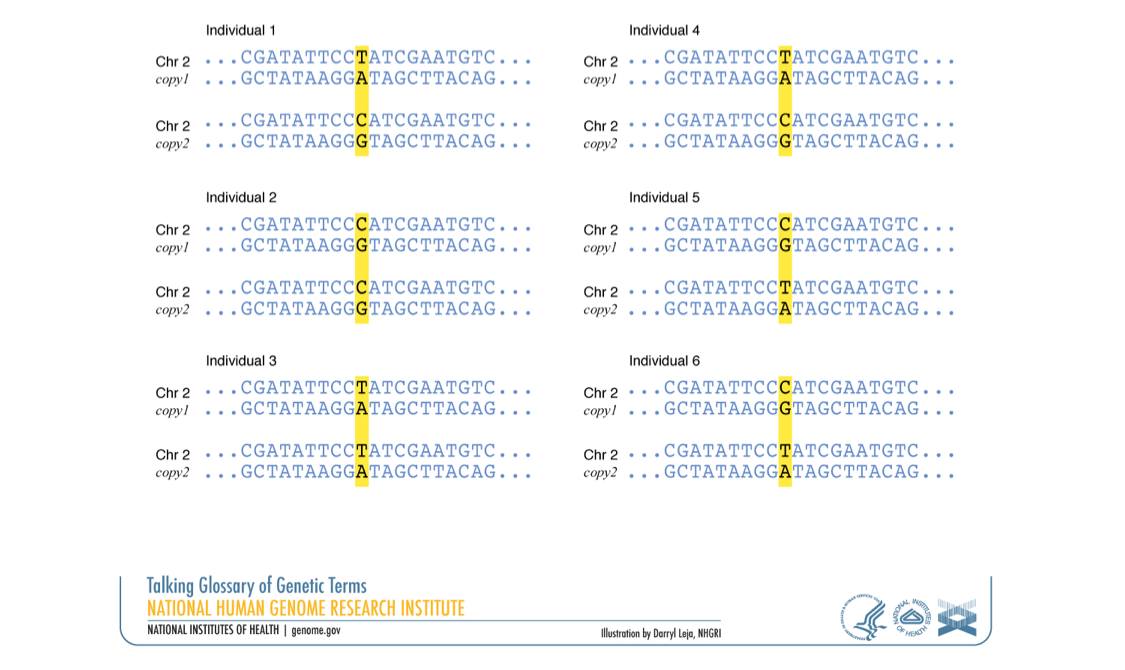 Individual 1
Chr 2 ...CGATATTCCTATCGAATGTC...
copy1 ...GCTATAAGGATAGCTTACAG...
Chr 2 ...CGATATTCCCATCGAATGTC...
copy2 ...GCTATAAGGGTAGCTTACAG...
Individual 2
Chr 2 ...CGATATTCCCATCGAATGTC...
copy1 ...GCTATAAGGGTAGCTTACAG...
Chr 2 ...CGATATTCCCATCGAATGTC...
copy2 ...GCTATAAGGGTAGCTTACAG...
Individual 3
Chr 2 ...CGATATTCCTATCGAATGTC...
copy1 ...GCTATAAGGATAGCTTACAG...
Chr 2 ...CGATATTCCTATCGAATGTC...
copy2 ...GCTATAAGGATAGCTTACAG...
Individual 4
Chr 2 ...CGATATTCCTATCGAATGTC...
copy1 ...GCTATAAGGATAGCTTACAG...
Chr 2 ...CGATATTCCCATCGAATGTC...
copy2 ...GCTATAAGGGTAGCTTACAG...
Individual 5
Chr 2 ...CGATATTCCCATCGAATGTC...
copy1 ...GCTATAAGGGTAGCTTACAG...
Chr 2 ...CGATATTCCTATCGAATGTC...
copy2 ...GCTATAAGGATAGCTTACAG...
Individual 6
Chr 2 ...CGATATTCCCATCGAATGTC...
copy1 ...GCTATAAGGGTAGCTTACAG...
Chr 2 ...CGATATTCCTATCGAATGTC...
copy2 ...GCTATAAGGATAGCTTACAG...
Talking Glossary of Genetic Terms
NATIONAL HUMAN GENOME RESEARCH INSTITUTE
NATIONAL INSTITUTES OF HEALTH | genome.gov
Illustration by Darryl Leja, NHGRI
NATIONAL INSTITUTES
OF HEALTH